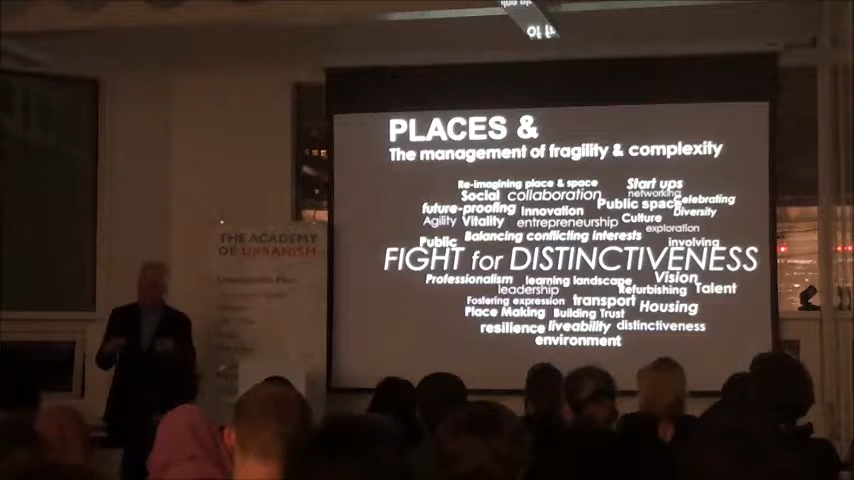 PLACES &
The management of fragility & complexity
Re-imagining place & space
Start ups
Social collaboration networking
future-proofing Innovation Public space Celebrating Diversity
Agility Vitality entrepreneurship Culture exploration
Public Balancing conflicting interests involving
FIGHT for DISTINCTIVENESS
Professionalism learning landscape Vision
leadership Refurbishing Talent
Fostering expression transport Housing
Place Making Building Trust
resilience liveability distinctiveness
environment
THE ACADEMY
OF URBANISM